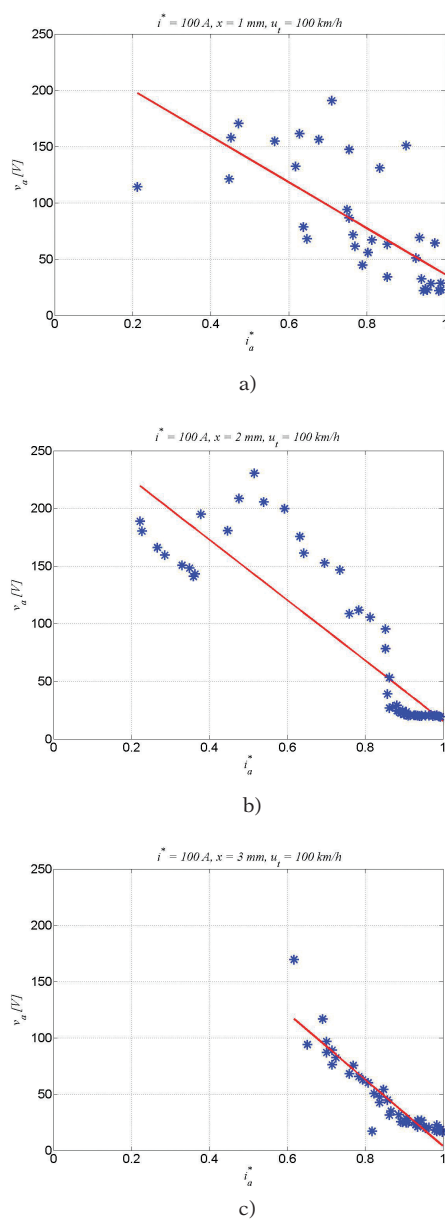 i* = 100 A, x = 1 mm, u_t = 100 km/h
250
200
150
100
50
0
v_a [V]
0 0.2 0.4 0.6 0.8 1
i_a*
a)
i* = 100 A, x = 2 mm, u_t = 100 km/h
250
200
150
100
50
0
v_a [V]
0 0.2 0.4 0.6 0.8 1
i_a*
b)
i* = 100 A, x = 3 mm, u_t = 100 km/h
250
200
150
100
50
0
v_a [V]
0 0.2 0.4 0.6 0.8 1
i_a*
c)